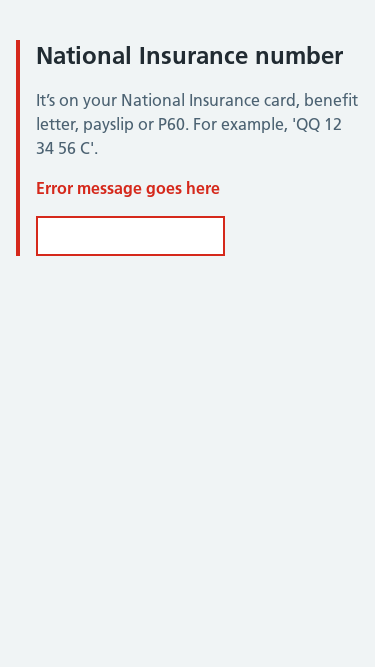 National Insurance number
It’s on your National Insurance card, benefit
letter, payslip or P60. For example, 'QQ 12
34 56 C'.
Error message goes here